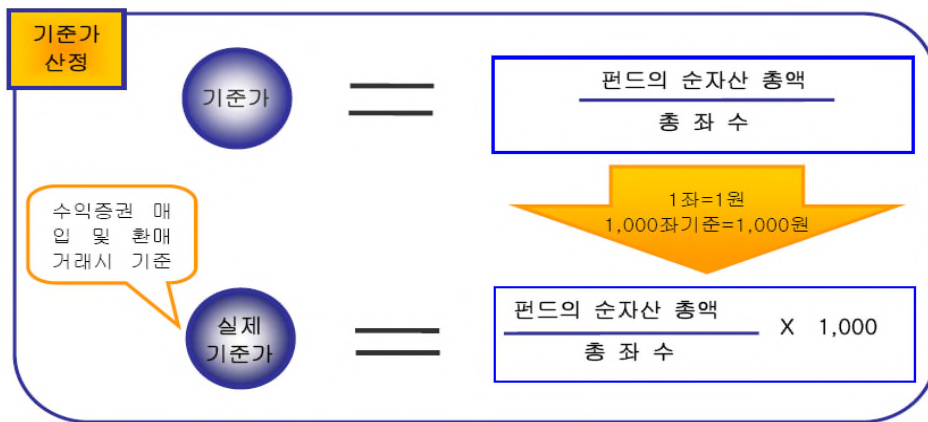 기준가
산정
기준가
펀드의 순자산 총액
총 좌 수
1좌=1원
1,000좌기준=1,000원
수익증권 매
입 및 환매
거래시 기준
실제
기준가
펀드의 순자산 총액
총 좌 수
X 1,000